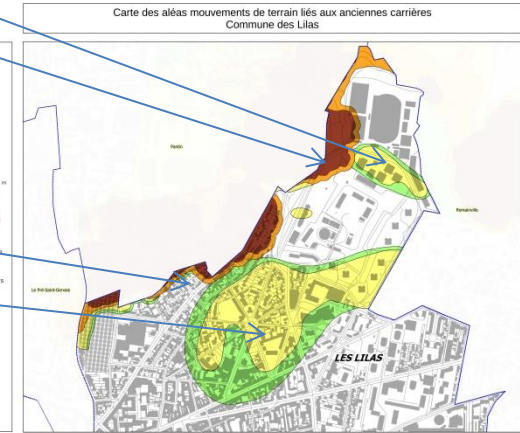 Carte des aléas mouvements de terrain liés aux anciennes carrières
Commune des Lilas
Pantin
Romainville
Le Pré-Saint-Gervais
LES LILAS